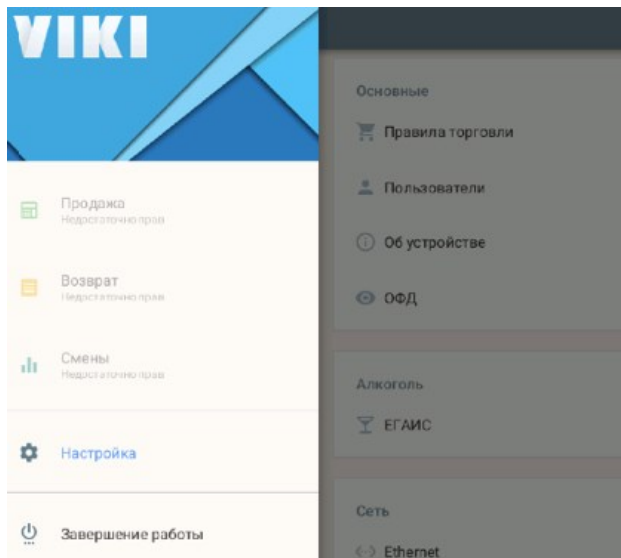 VIKI
Продажа
Недостаточно прав
Возврат
Недостаточно прав
Смены
Недостаточно прав
Настройка
Завершение работы
Основные
Правила торговли
Пользователи
Об устройстве
ОФД
Алкоголь
ЕГАИС
Сеть
Ethernet